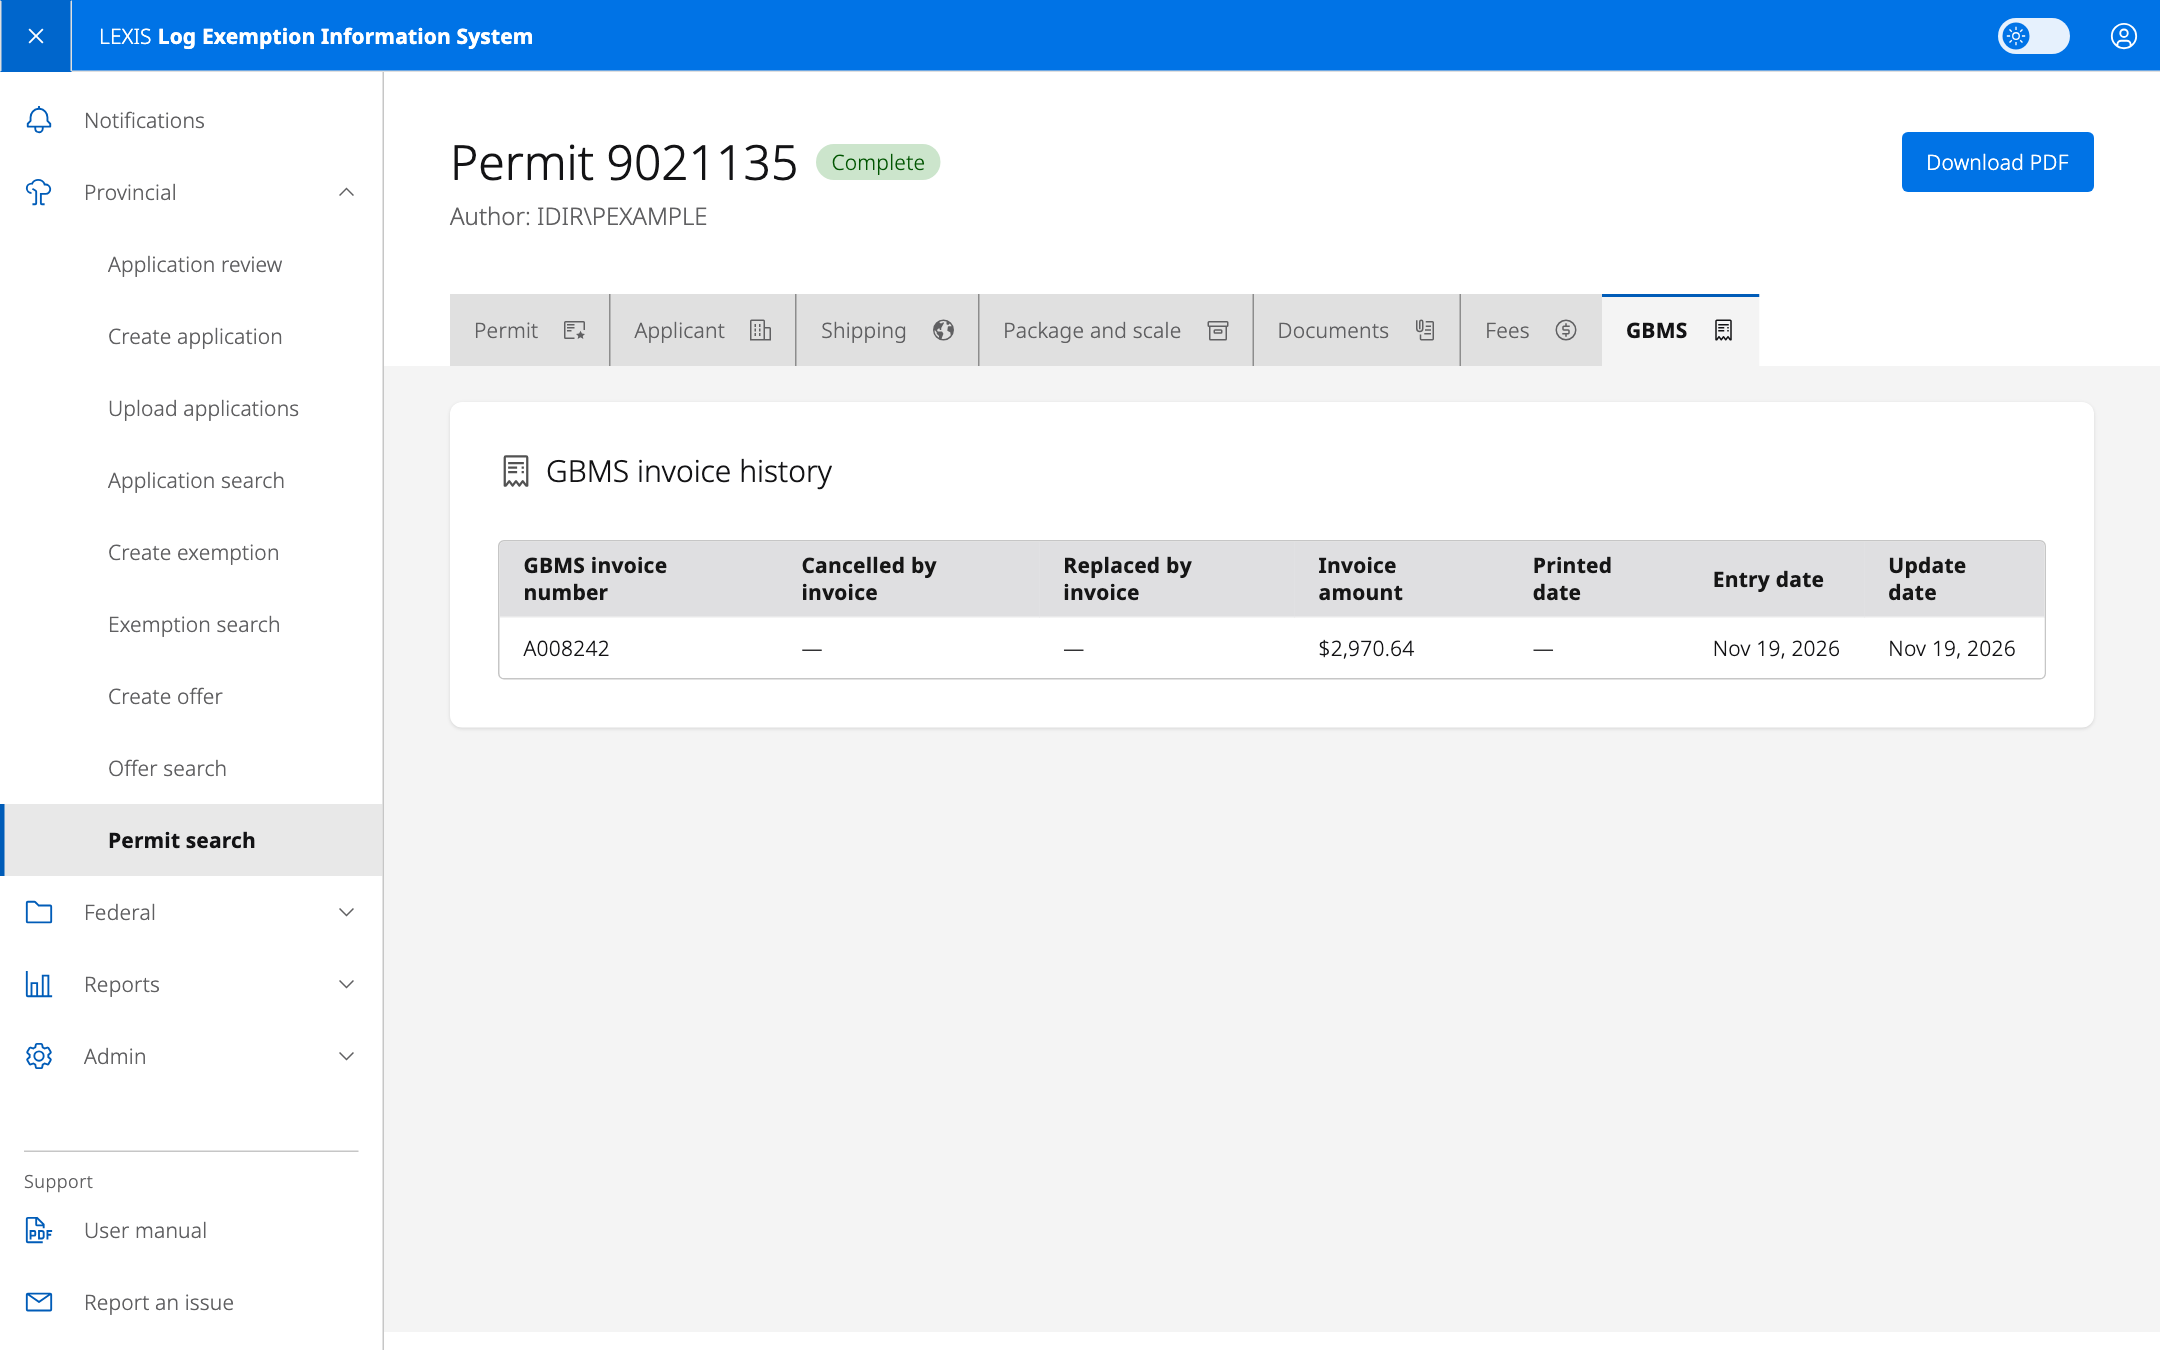 LEXIS Log Exemption Information System
Notifications
Provincial
Application review
Create application
Upload applications
Application search
Create exemption
Exemption search
Create offer
Offer search
Permit search
Federal
Reports
Admin
Support
User manual
PDF
Report an issue
Permit 9021135 Complete
Author: IDIR\PEXAMPLE
Download PDF
Permit Applicant Shipping Package and scale Documents Fees GBMS
GBMS invoice history
GBMS invoice number Cancelled by invoice Replaced by invoice Invoice amount Printed date Entry date Update date
A008242 — — $2,970.64 — Nov 19, 2026 Nov 19, 2026